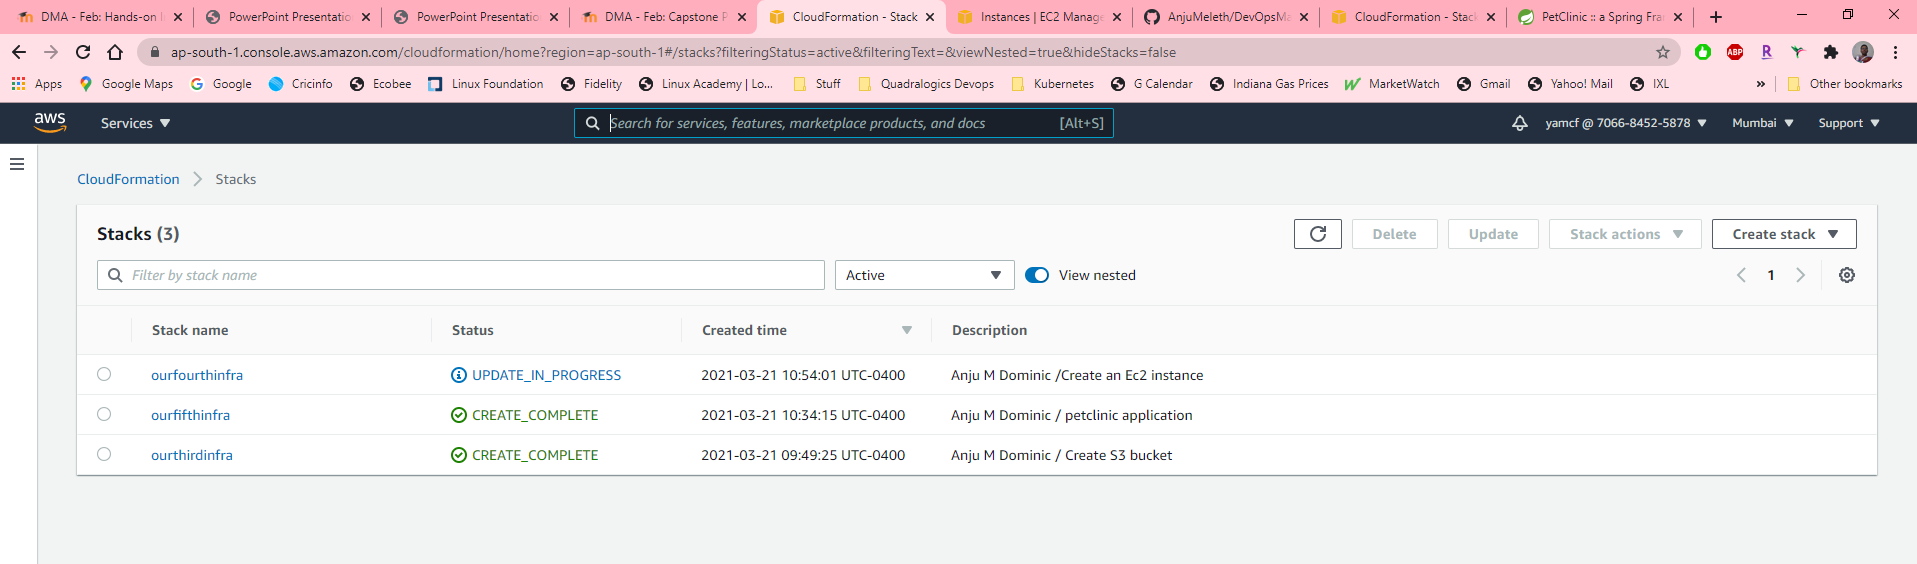 DMA - Feb: Hands-on I
PowerPoint Presentatio
PowerPoint Presentatio
DMA - Feb: Capstone P
CloudFormation - Stack
Instances | EC2 Manage
AnjuMeleth/DevOpsMa
CloudFormation - Stac
PetClinic :: a Spring Fra
ap-south-1.console.aws.amazon.com/cloudformation/home?region=ap-south-1#/stacks?filteringStatus=active&filteringText=&viewNested=true&hideStacks=false
ABP
Apps Google Maps Google Cricinfo Ecobee Linux Foundation Fidelity Linux Academy | Lo... Stuff Quadralogics Devops Kubernetes G Calendar Indiana Gas Prices MarketWatch Gmail Yahoo! Mail IXL » Other bookmarks
aws Services Search for services, features, marketplace products, and docs [Alt+S] yamcf @ 7066-8452-5878 Mumbai Support
CloudFormation > Stacks
Stacks (3) Delete Update Stack actions Create stack
Filter by stack name Active View nested 1
Stack name Status Created time Description
ourfourthinfra UPDATE_IN_PROGRESS 2021-03-21 10:54:01 UTC-0400 Anju M Dominic /Create an Ec2 instance
ourfifthinfra CREATE_COMPLETE 2021-03-21 10:34:15 UTC-0400 Anju M Dominic / petclinic application
ourthirdinfra CREATE_COMPLETE 2021-03-21 09:49:25 UTC-0400 Anju M Dominic / Create S3 bucket